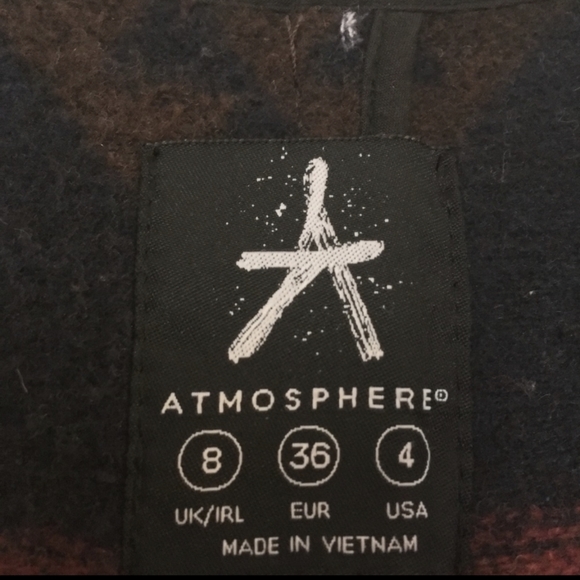 ATMOSPHERE®
8 36 4
UK/IRL EUR USA
MADE IN VIETNAM